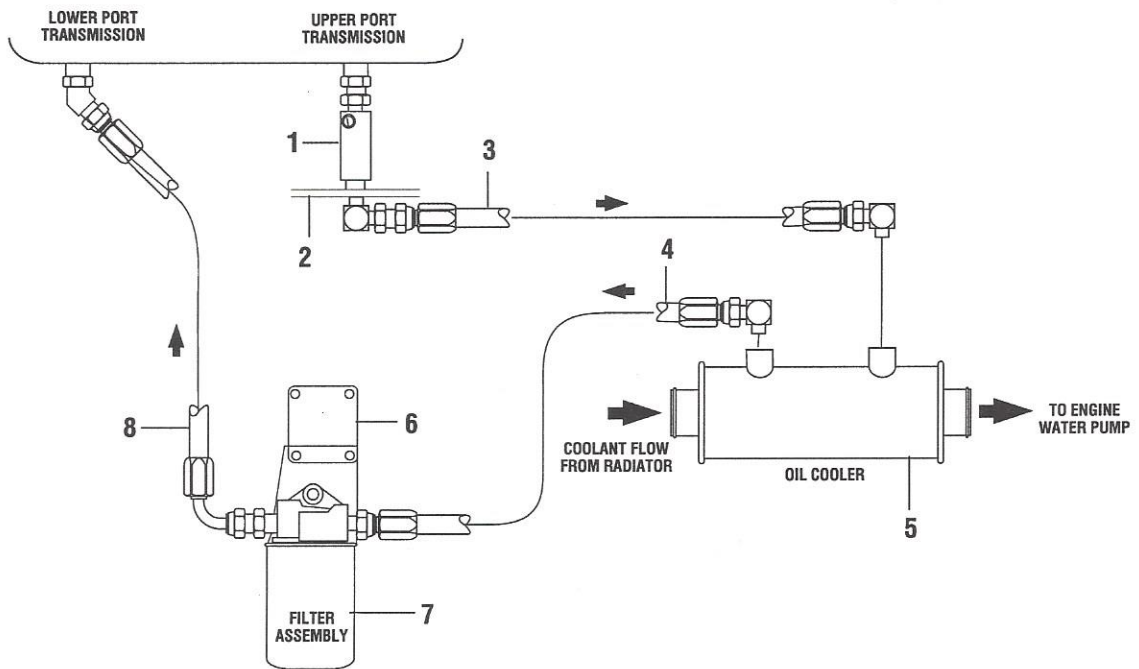 LOWER PORT
TRANSMISSION
UPPER PORT
TRANSMISSION
1
2
3
4
COOLANT FLOW
FROM RADIATOR
OIL COOLER
TO ENGINE
WATER PUMP
5
6
8
FILTER
ASSEMBLY
7